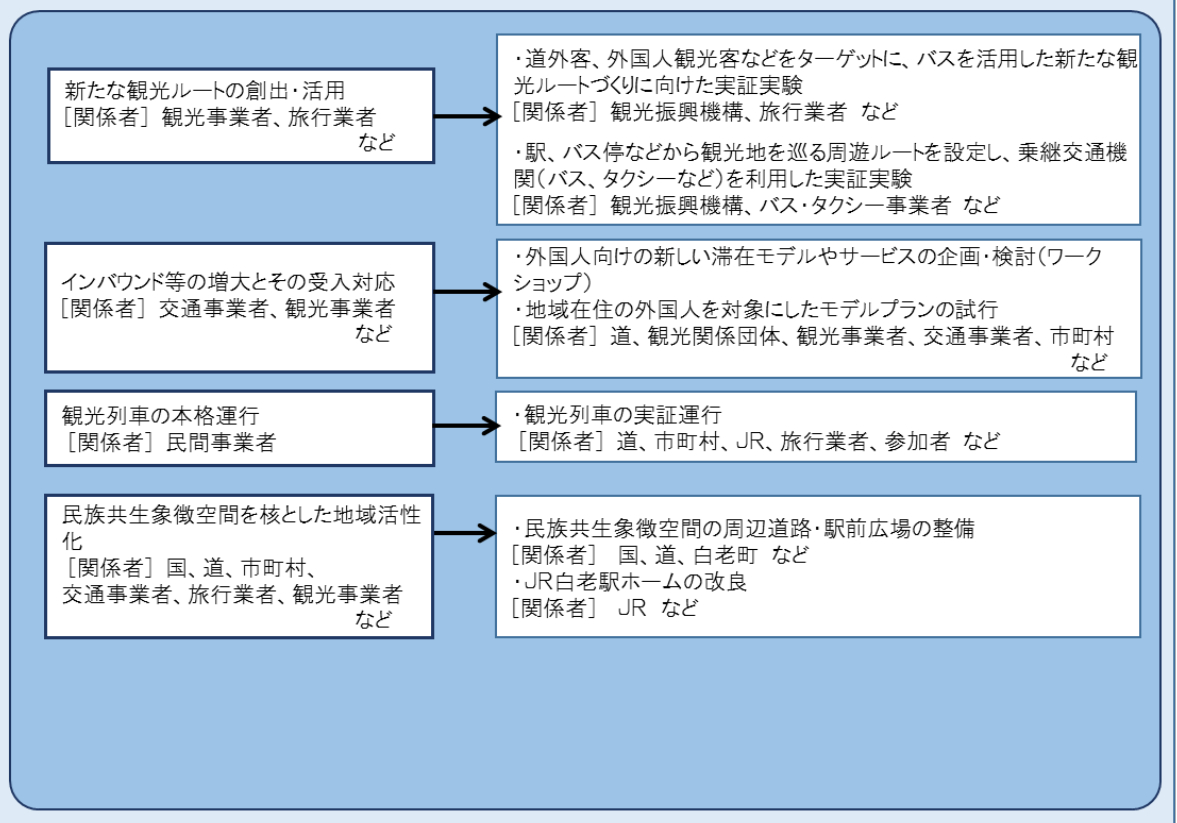 新たな観光ルートの創出・活用
［関係者］ 観光事業者、旅行業者
など
・道外客、外国人観光客などをターゲットに、バスを活用した新たな観
光ルートづくりに向けた実証実験
［関係者］ 観光振興機構、旅行業者 など
・駅、バス停などから観光地を巡る周遊ルートを設定し、乗継交通機
関（バス、タクシーなど）を利用した実証実験
［関係者］ 観光振興機構、バス・タクシー事業者 など
インバウンド等の増大とその受入対応
［関係者］ 交通事業者、観光事業者
など
・外国人向けの新しい滞在モデルやサービスの企画・検討（ワーク
ショップ）
・地域在住の外国人を対象にしたモデルプランの試行
［関係者］ 道、観光関係団体、観光事業者、交通事業者、市町村
など
観光列車の本格運行
［関係者］ 民間事業者
・観光列車の実証運行
［関係者］ 道、市町村、JR、旅行業者、参加者 など
民族共生象徴空間を核とした地域活性
化
［関係者］ 国、道、市町村、
交通事業者、旅行業者、観光事業者
など
・民族共生象徴空間の周辺道路・駅前広場の整備
［関係者］ 国、道、白老町 など
・JR白老駅ホームの改良
［関係者］ JR など